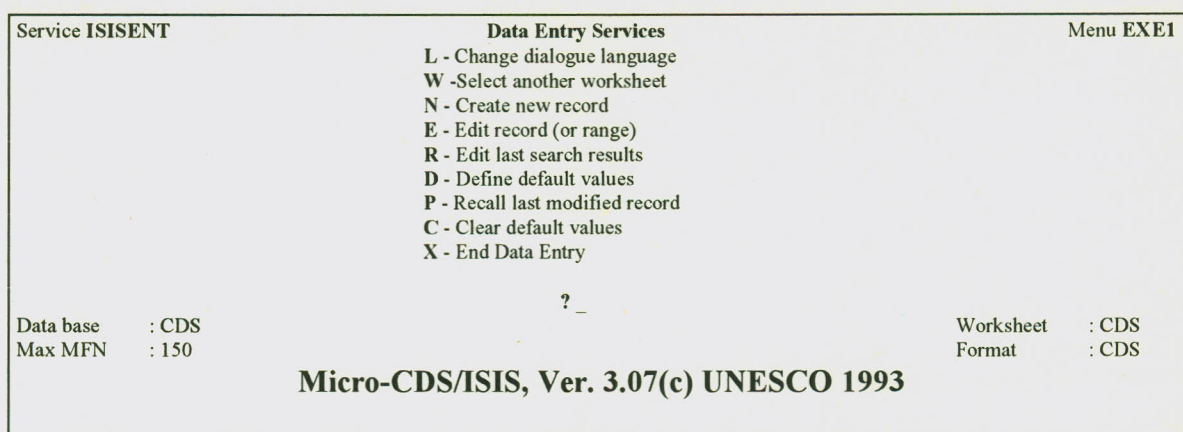 Service ISISENT Data Entry Services Menu EXE1
L - Change dialogue language
W -Select another worksheet
N - Create new record
E - Edit record (or range)
R - Edit last search results
D - Define default values
P - Recall last modified record
C - Clear default values
X - End Data Entry
? _
Data base : CDS Worksheet : CDS
Max MFN : 150 Format : CDS
Micro-CDS/ISIS, Ver. 3.07(c) UNESCO 1993